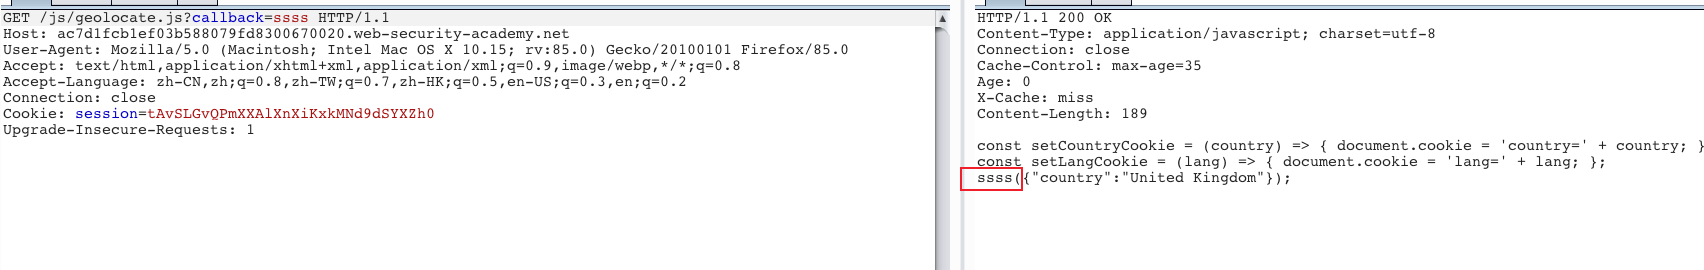 GET /js/geolocate.js?callback=ssss HTTP/1.1
Host: ac7d1fcb1ef03b588079fd8300670020.web-security-academy.net
User-Agent: Mozilla/5.0 (Macintosh; Intel Mac OS X 10.15; rv:85.0) Gecko/20100101 Firefox/85.0
Accept: text/html,application/xhtml+xml,application/xml;q=0.9,image/webp,*/*;q=0.8
Accept-Language: zh-CN,zh;q=0.8,zh-TW;q=0.7,zh-HK;q=0.5,en-US;q=0.3,en;q=0.2
Connection: close
Cookie: session=tAvSLGvQPmXXAlXnXiKxkMNd9dSYXZh0
Upgrade-Insecure-Requests: 1
HTTP/1.1 200 OK
Content-Type: application/javascript; charset=utf-8
Connection: close
Cache-Control: max-age=35
Age: 0
X-Cache: miss
Content-Length: 189
const setCountryCookie = (country) => { document.cookie = 'country=' + country; }
const setLangCookie = (lang) => { document.cookie = 'lang=' + lang; };
ssss({"country":"United Kingdom"});